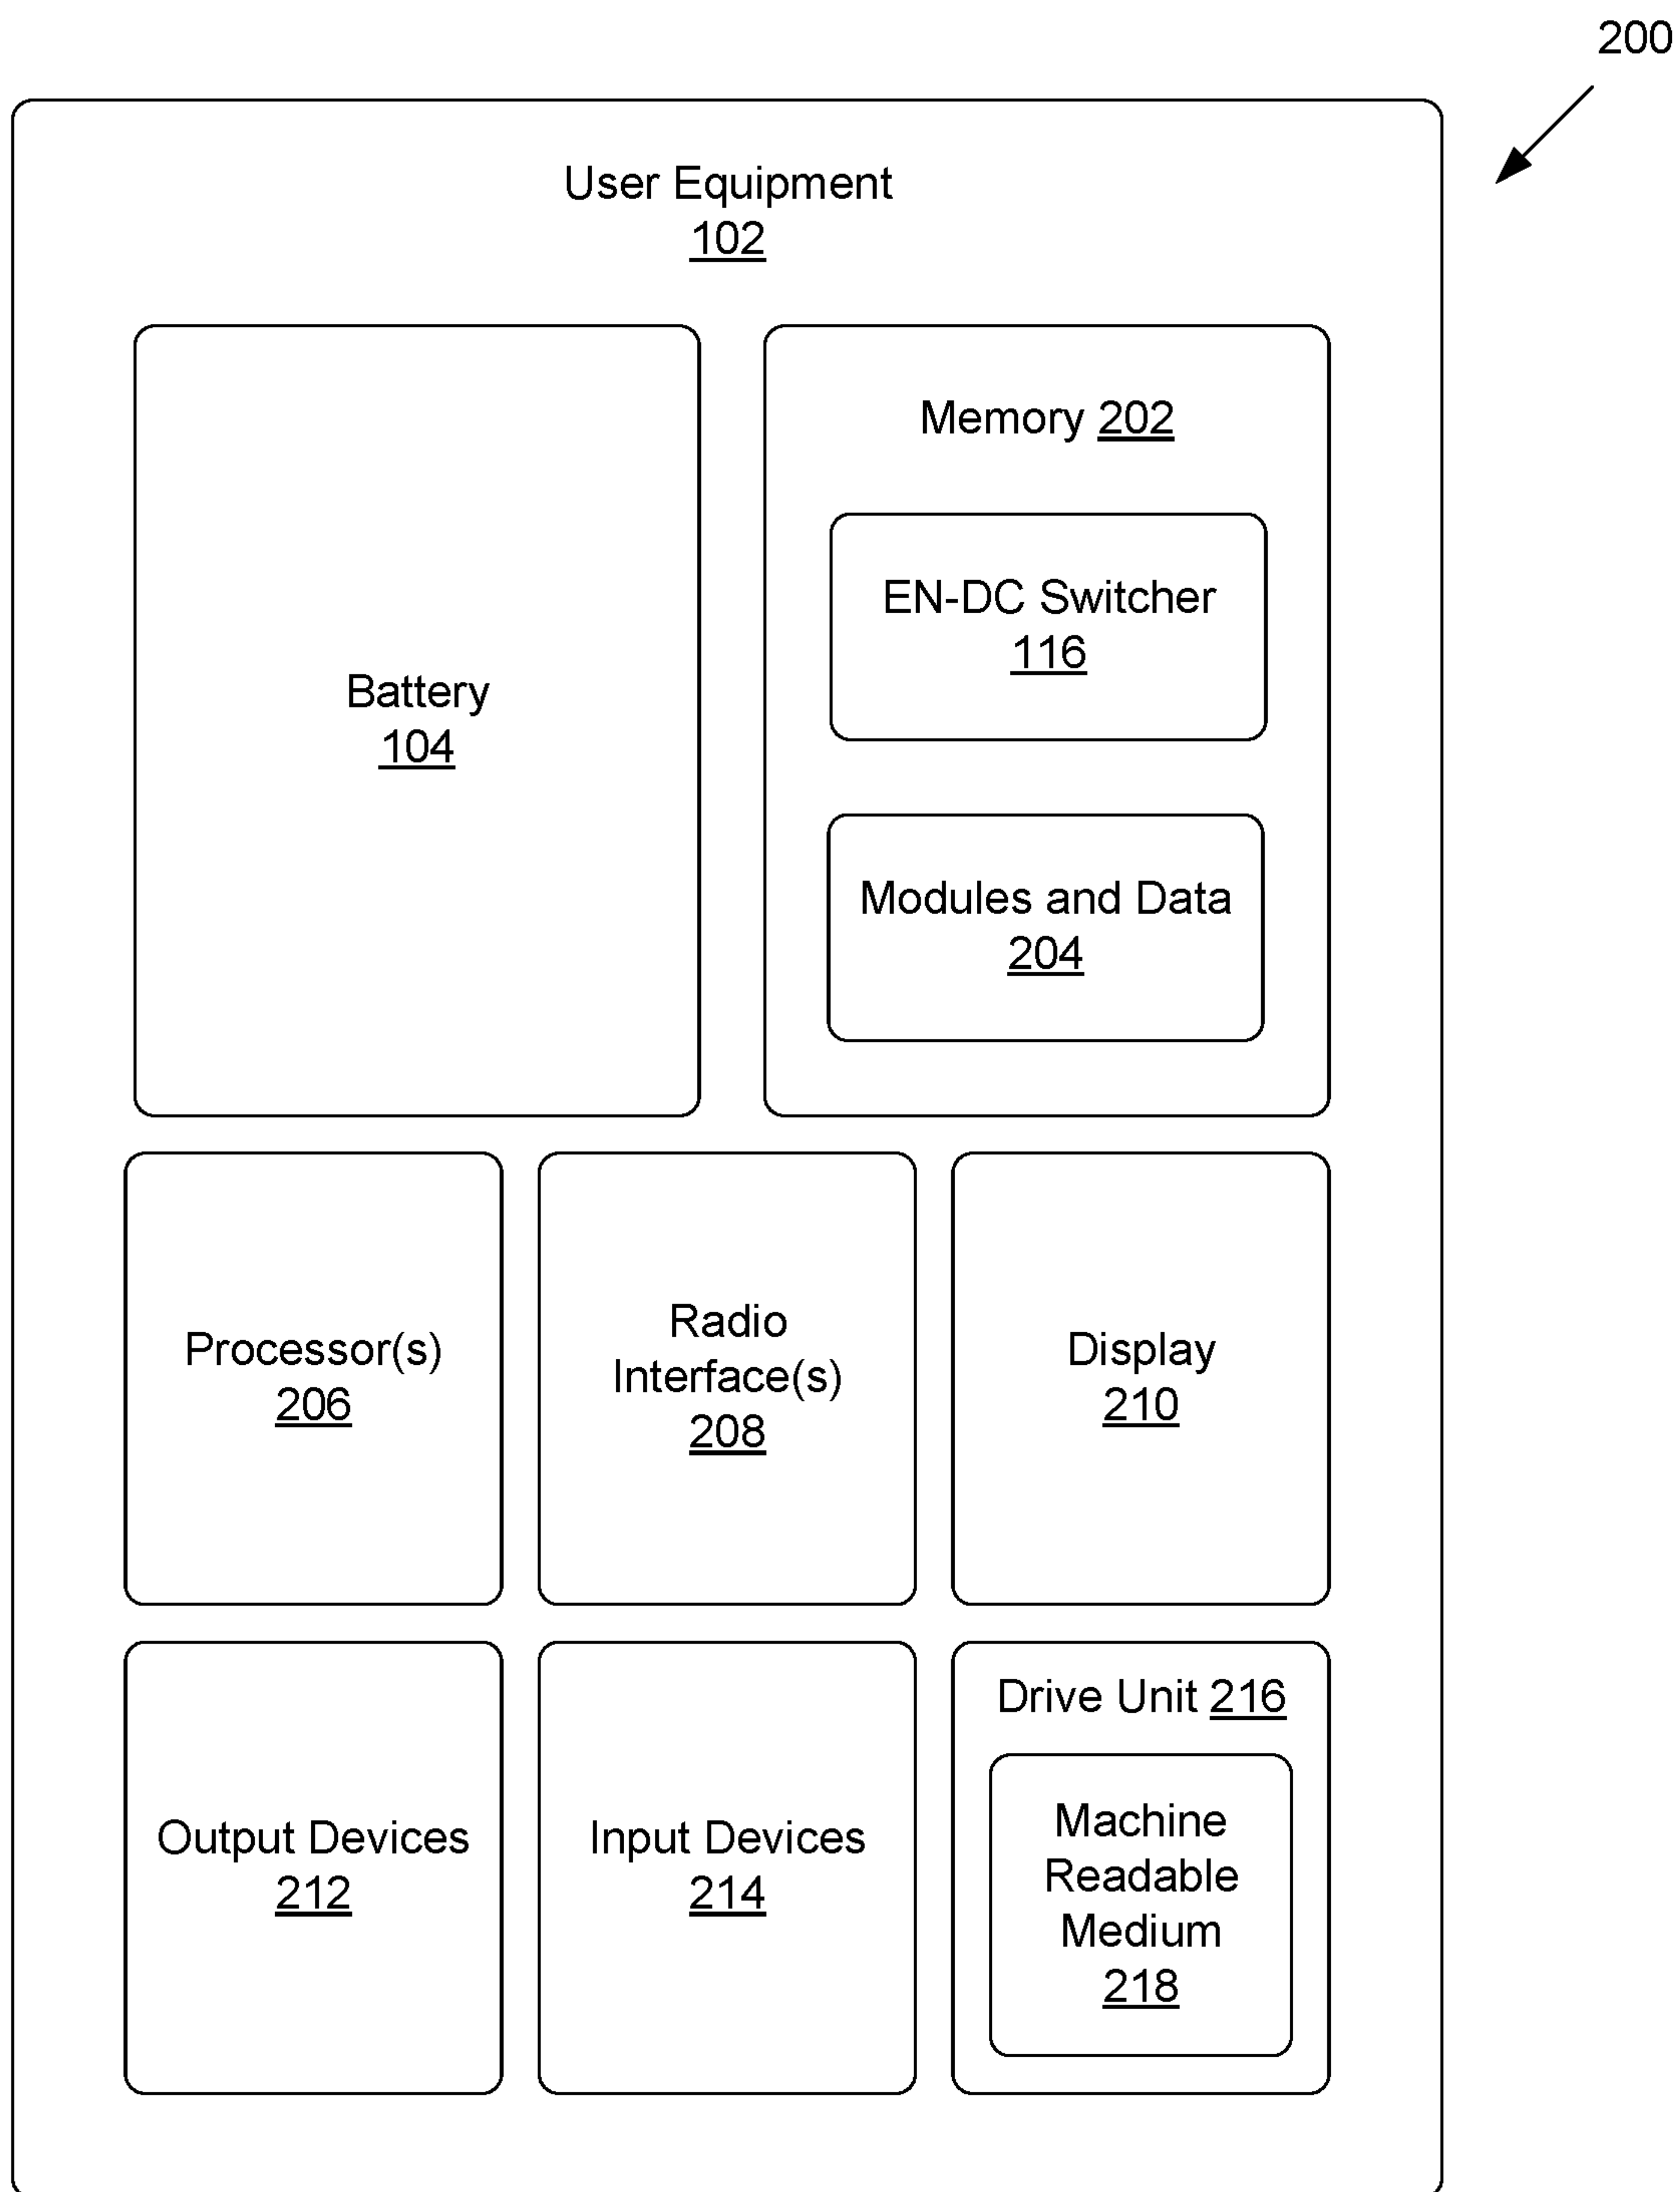 200
User Equipment
102
Battery
104
Memory 202
EN-DC Switcher
116
Modules and Data
204
Processor(s)
206
Radio
Interface(s)
208
Display
210
Output Devices
212
Input Devices
214
Drive Unit 216
Machine
Readable
Medium
218